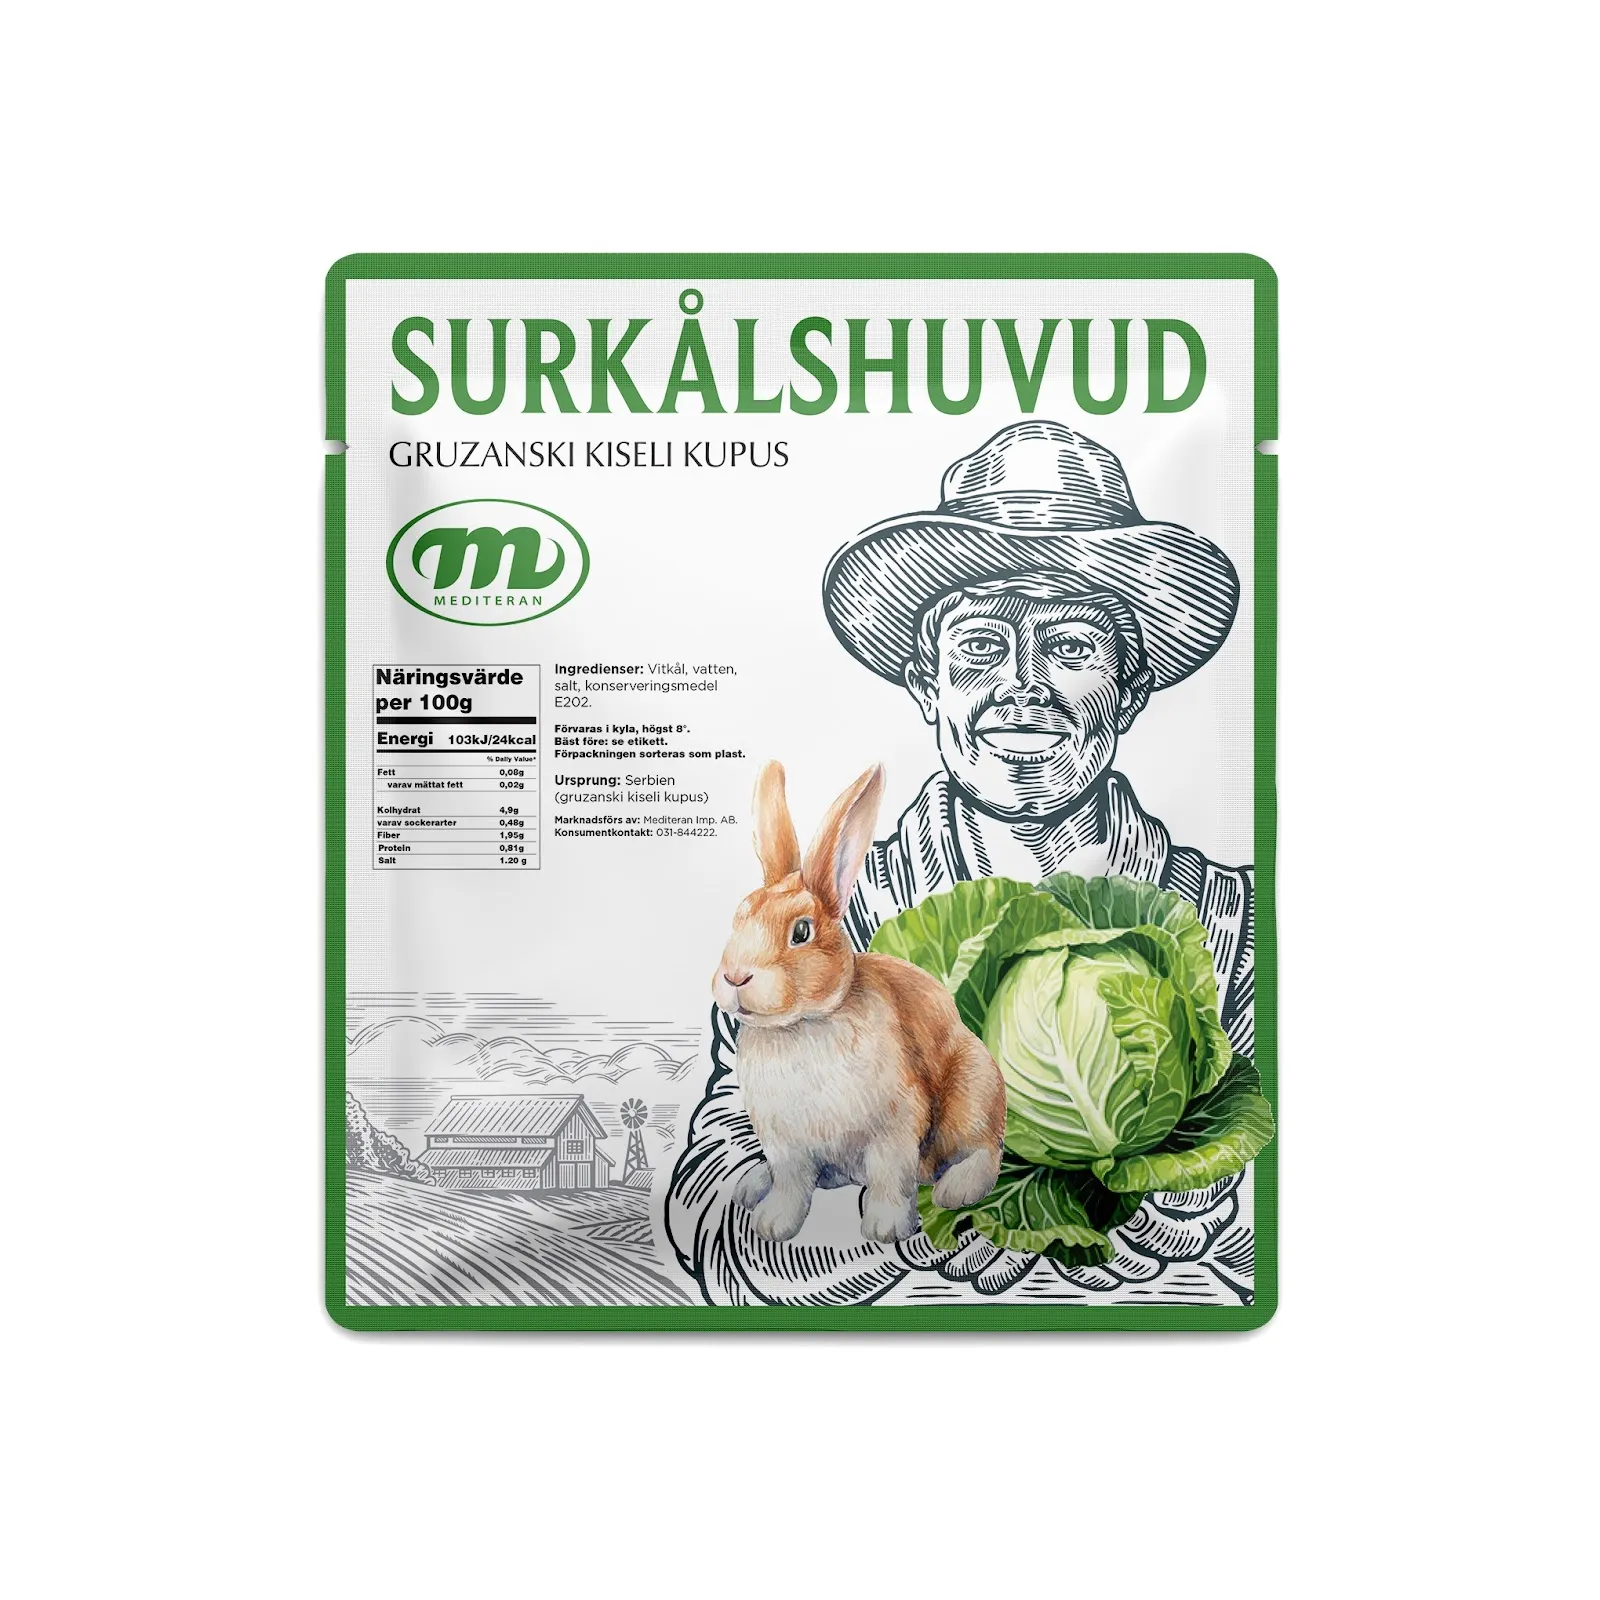 SURKÅLSHUVUD
GRUZANSKI KISELI KUPUS
m
MEDITERAN
Näringsvärde
per 100g
Energi 103kJ/24kcal
% Daily Value*
Fett 0,08g
varav mättat fett 0,02g
Kolhydrat 4,9g
varav sockerarter 0,48g
Fiber 1,95g
Protein 0,81g
Salt 1.20 g
Ingredienser: Vitkål, vatten,
salt, konserveringsmedel
E202.
Förvaras i kyla, högst 8°.
Bäst före: se etikett.
Förpackningen sorteras som plast.
Ursprung: Serbien
(gruzanski kiseli kupus)
Marknadsförs av: Mediteran Imp. AB.
Konsumentkontakt: 031-844222.